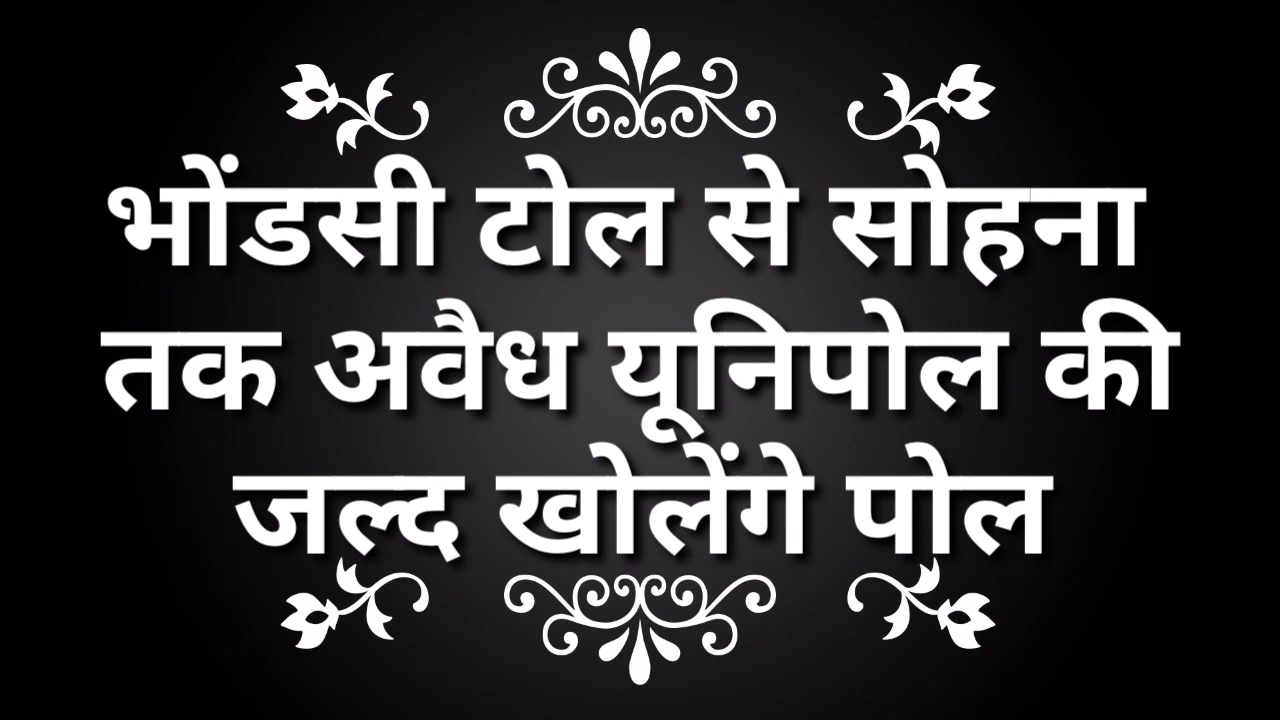 भोंडसी टोल से सोहना
तक अवैध यूनिपोल की
जल्द खोलेंगे पोल